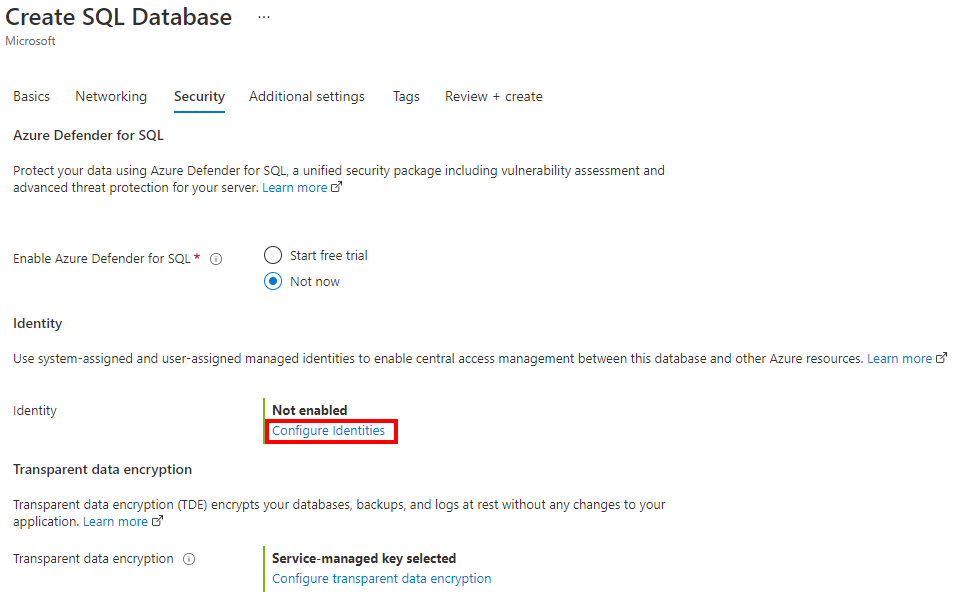 Create SQL Database ...
Microsoft
Basics Networking Security Additional settings Tags Review + create
Azure Defender for SQL
Protect your data using Azure Defender for SQL, a unified security package including vulnerability assessment and
advanced threat protection for your server. Learn more
Enable Azure Defender for SQL *
Start free trial
Not now
Identity
Use system-assigned and user-assigned managed identities to enable central access management between this database and other Azure resources. Learn more
Identity
Not enabled
Configure Identities
Transparent data encryption
Transparent data encryption (TDE) encrypts your databases, backups, and logs at rest without any changes to your
application. Learn more
Transparent data encryption
Service-managed key selected
Configure transparent data encryption